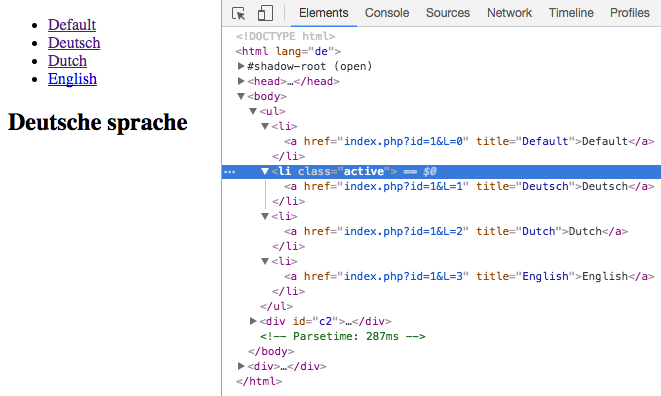 Default
Deutsch
Dutch
English
Deutsche sprache
Elements Console Sources Network Timeline Profiles
<!DOCTYPE html>
<html lang="de">
#shadow-root (open)
<head>…</head>
<body>
<ul>
<li>
<a href="index.php?id=1&L=0" title="Default">Default</a>
</li>
<li class="active"> == $0
<a href="index.php?id=1&L=1" title="Deutsch">Deutsch</a>
</li>
<li>
<a href="index.php?id=1&L=2" title="Dutch">Dutch</a>
</li>
<li>
<a href="index.php?id=1&L=3" title="English">English</a>
</li>
</ul>
<div id="c2">…</div>
<!-- Parsetime: 287ms -->
</body>
<div>…</div>
</html>